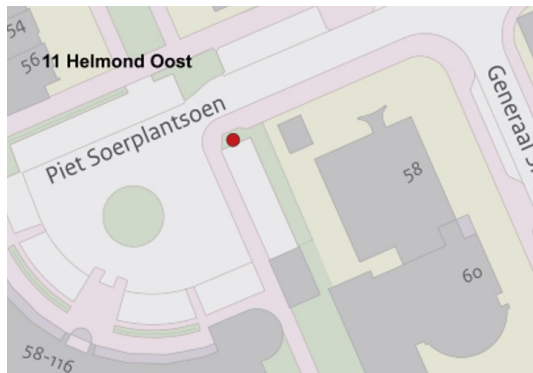 54
56
11 Helmond Oost
Piet Soerplantsoen
Generaal
58
60
58-116